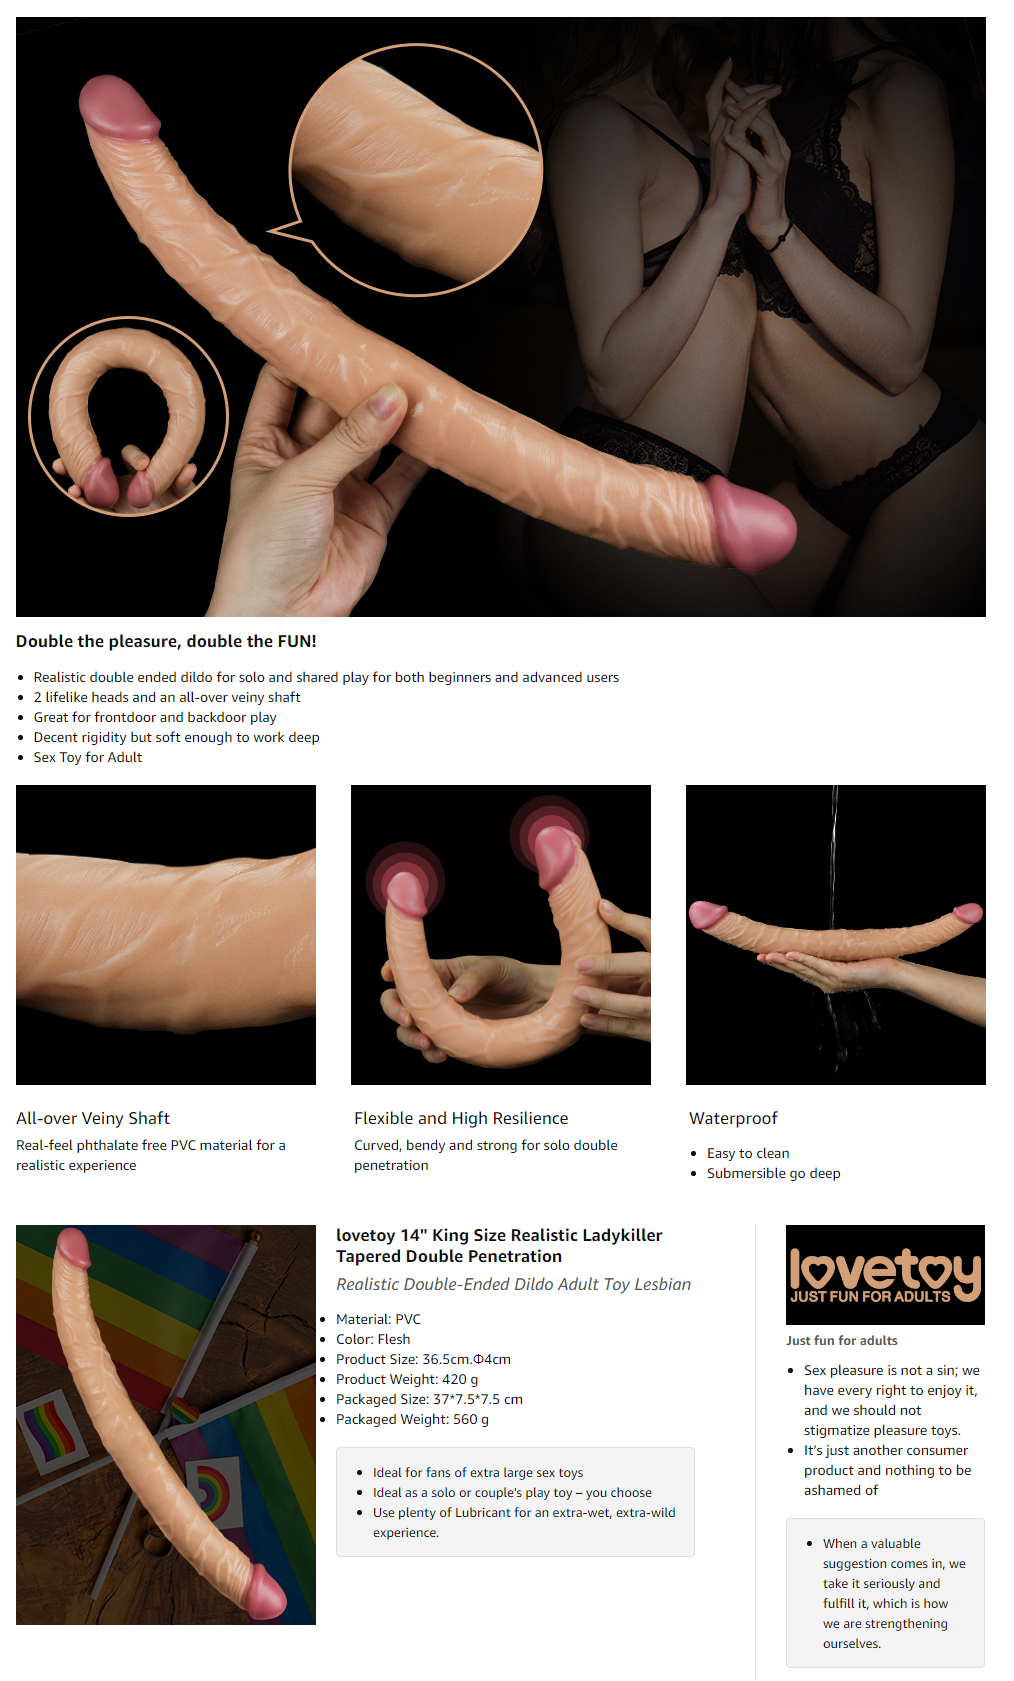 Double the pleasure, double the FUN!
Realistic double ended dildo for solo and shared play for both beginners and advanced users
2 lifelike heads and an all-over veiny shaft
Great for frontdoor and backdoor play
Decent rigidity but soft enough to work deep
Sex Toy for Adult
All-over Veiny Shaft
Real-feel phthalate free PVC material for a
realistic experience
Flexible and High Resilience
Curved, bendy and strong for solo double
penetration
Waterproof
Easy to clean
Submersible go deep
lovetoy 14" King Size Realistic Ladykiller
Tapered Double Penetration
Realistic Double-Ended Dildo Adult Toy Lesbian
Material: PVC
Color: Flesh
Product Size: 36.5cm.Φ4cm
Product Weight: 420 g
Packaged Size: 37*7.5*7.5 cm
Packaged Weight: 560 g
Ideal for fans of extra large sex toys
Ideal as a solo or couple's play toy – you choose
Use plenty of Lubricant for an extra-wet, extra-wild
experience.
lovetoy
JUST FUN FOR ADULTS
Just fun for adults
Sex pleasure is not a sin; we
have every right to enjoy it,
and we should not
stigmatize pleasure toys.
It's just another consumer
product and nothing to be
ashamed of
When a valuable
suggestion comes in, we
take it seriously and
fulfill it, which is how
we are strengthening
ourselves.